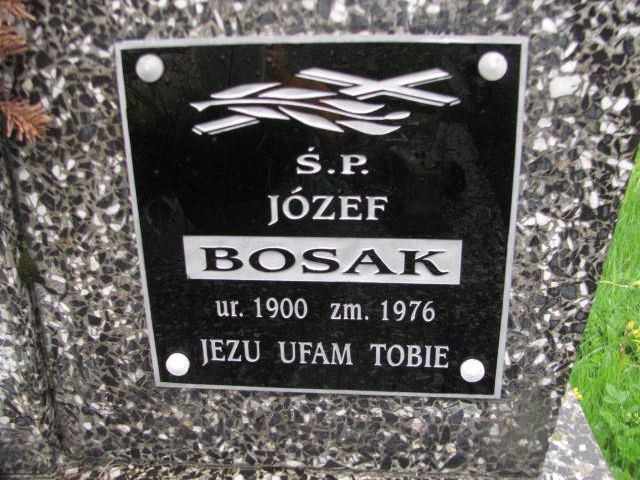 Ś.P.
JÓZEF
BOSAK
ur. 1900 zm. 1976
JEZU UFAM TOBIE